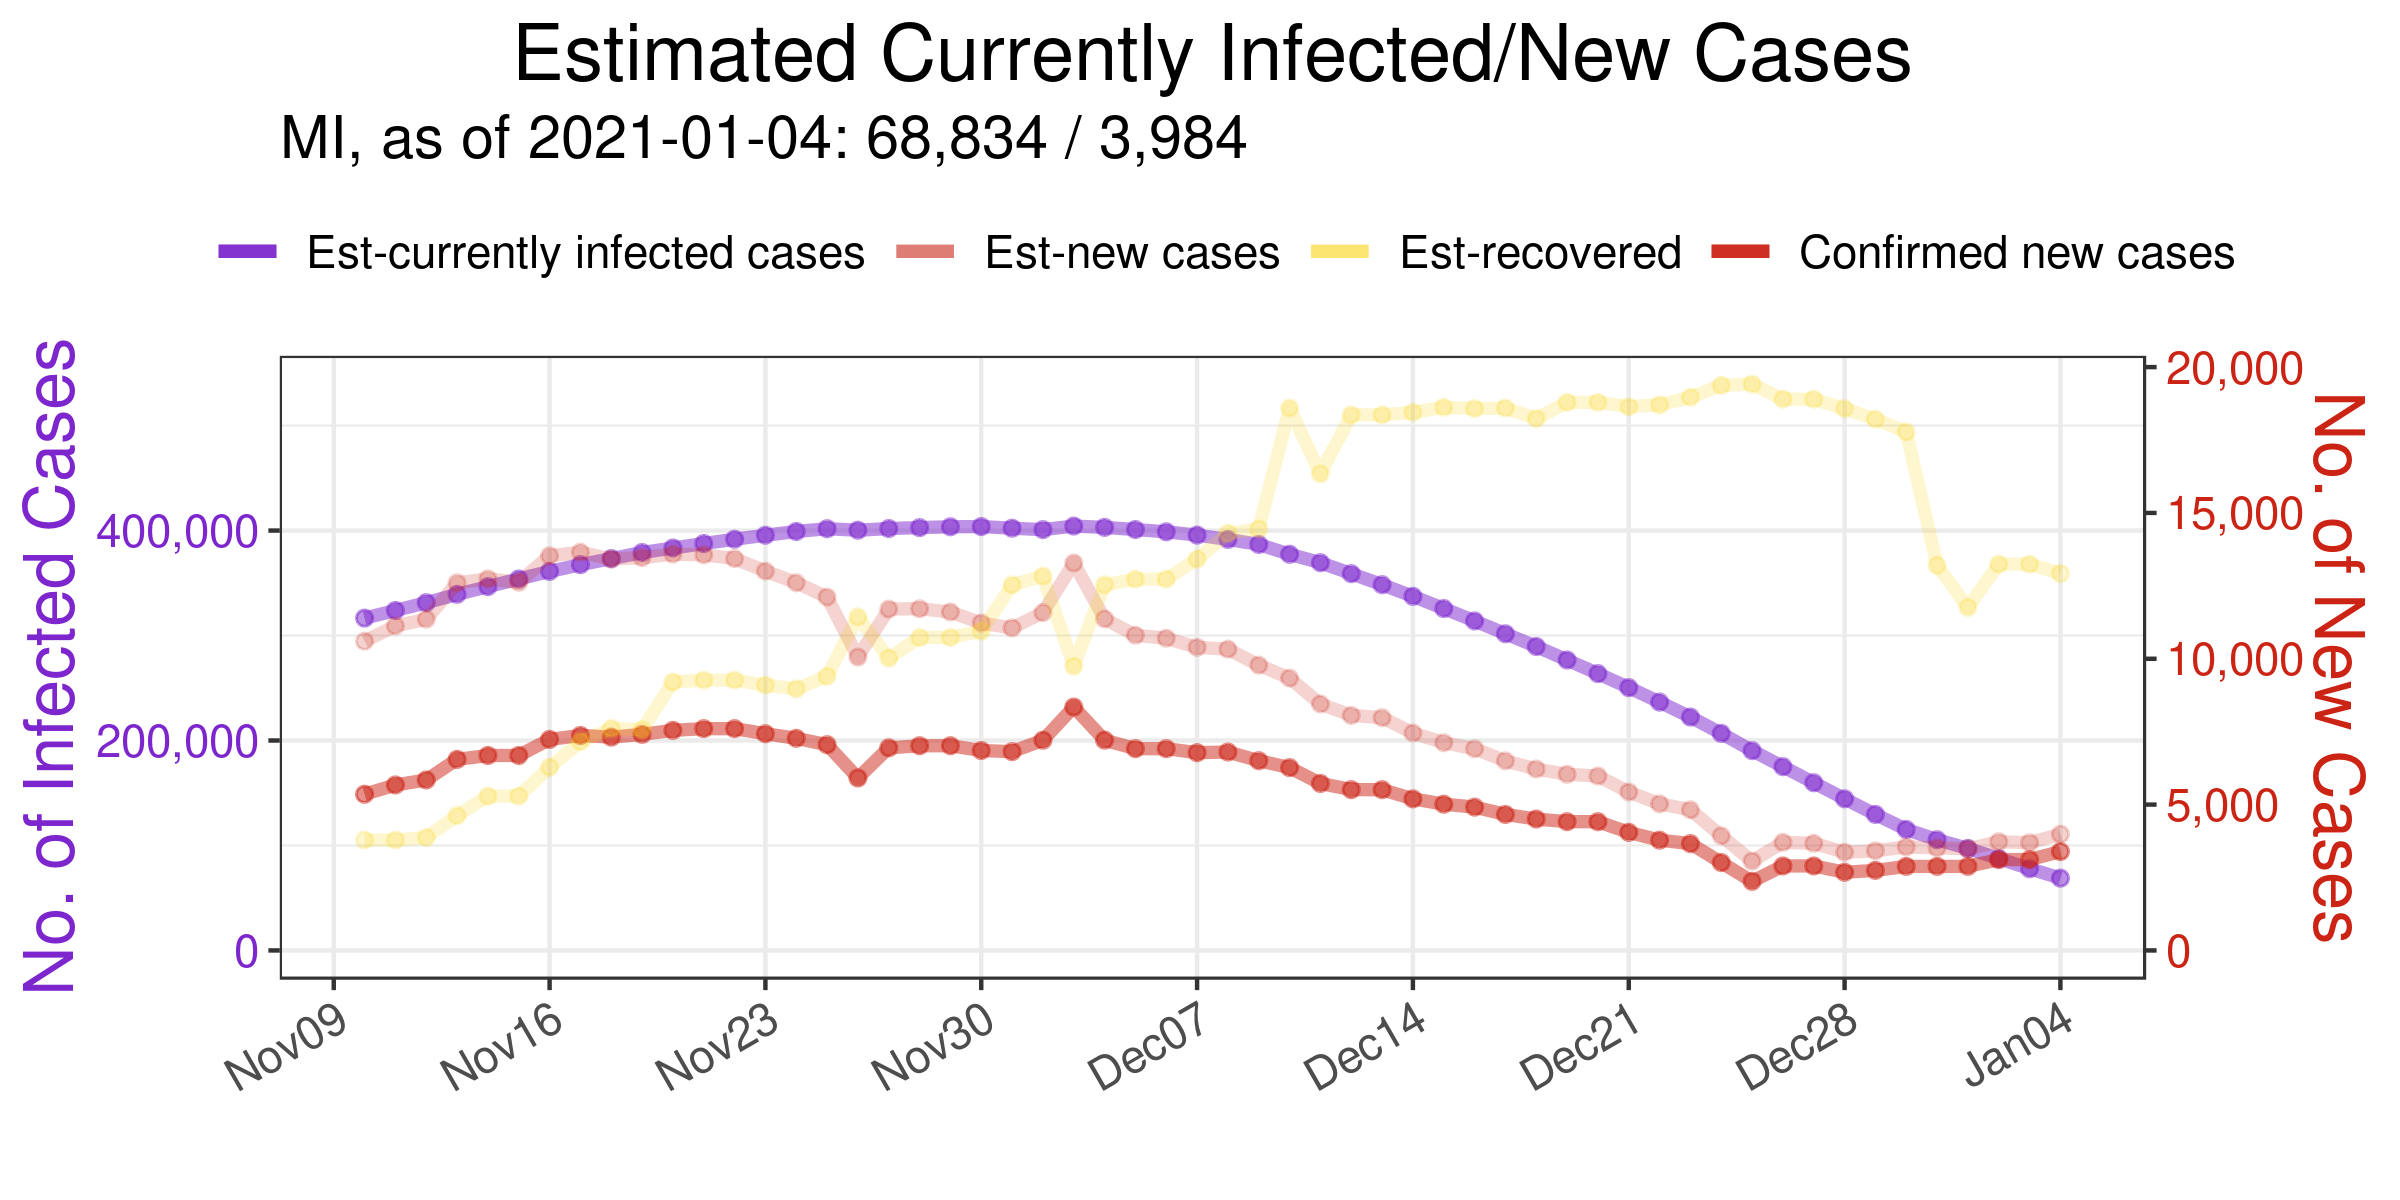 Estimated Currently Infected/New Cases
MI, as of 2021-01-04: 68,834 / 3,984
Est-currently infected cases Est-new cases Est-recovered Confirmed new cases
No. of Infected Cases
400,000
200,000
0
20,000
15,000
10,000
5,000
0
No. of New Cases
Nov09 Nov16 Nov23 Nov30 Dec07 Dec14 Dec21 Dec28 Jan04